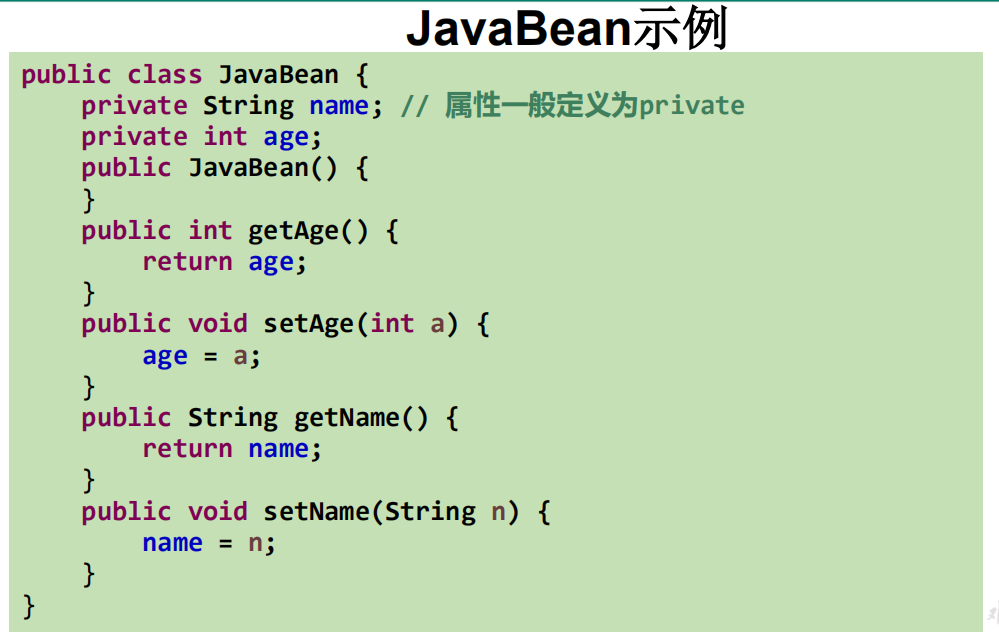 JavaBean示例
public class JavaBean {
    private String name; // 属性一般定义为private
    private int age;
    public JavaBean() {
    }
    public int getAge() {
        return age;
    }
    public void setAge(int a) {
        age = a;
    }
    public String getName() {
        return name;
    }
    public void setName(String n) {
        name = n;
    }
}